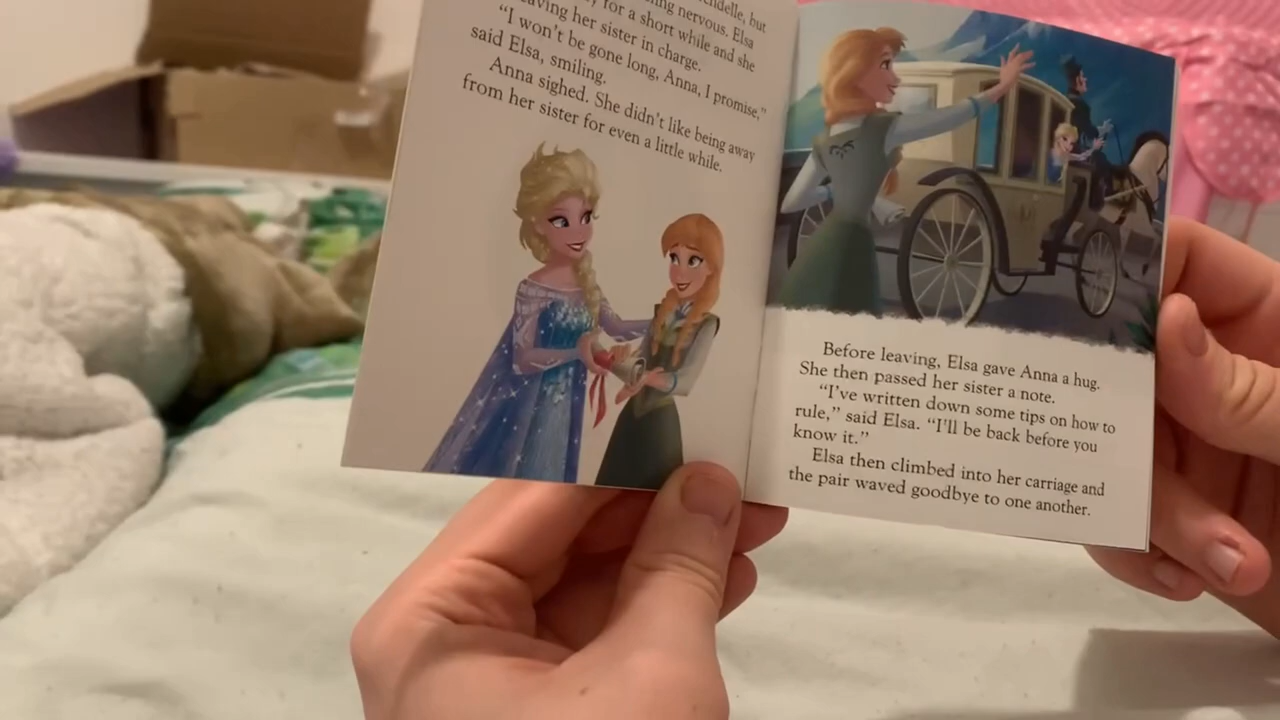 delle, but
ing nervous. Elsa
y for a short while and she
aving her sister in charge.
“I won’t be gone long, Anna, I promise,”
said Elsa, smiling.
Anna sighed. She didn’t like being away
from her sister for even a little while.
Before leaving, Elsa gave Anna a hug.
She then passed her sister a note.
“I’ve written down some tips on how to
rule,” said Elsa. “I’ll be back before you
know it.”
Elsa then climbed into her carriage and
the pair waved goodbye to one another.